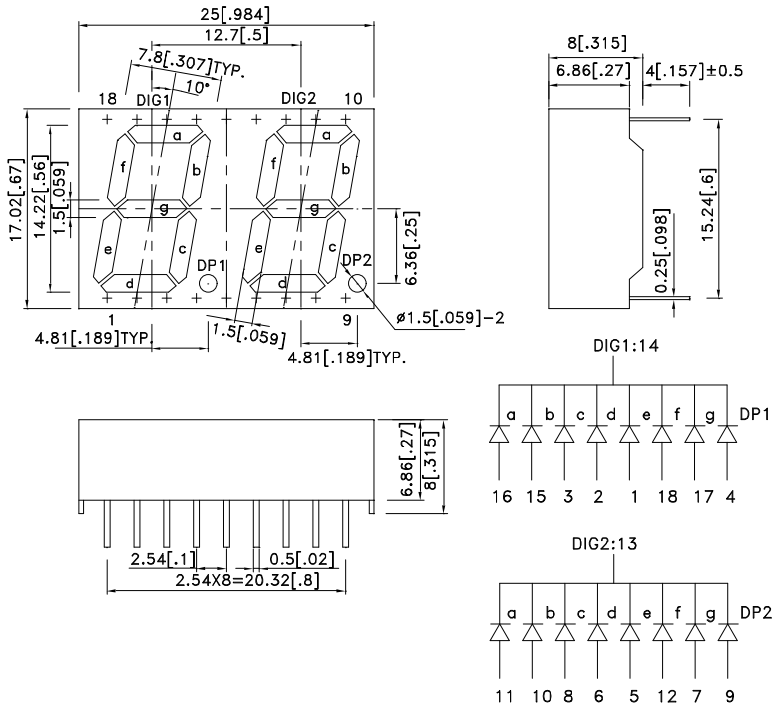 25[.984]
12.7[.5]
7.8[.307]TYP.
10°
18 DIG1 DIG2 10
a a
f b f b
g g
e c e c
d d
DP1 DP2
1 9
17.02[.67]
14.22[.56]
1.5[.059]
6.36[.25]
ø1.5[.059]-2
1.5[.059]
4.81[.189]TYP.
4.81[.189]TYP.
8[.315]
6.86[.27] 4[.157]±0.5
15.24[.6]
0.25[.098]
6.86[.27]
8[.315]
2.54[.1] 0.5[.02]
2.54X8=20.32[.8]
DIG1:14
a b c d e f g DP1
16 15 3 2 1 18 17 4
DIG2:13
a b c d e f g DP2
11 10 8 6 5 12 7 9